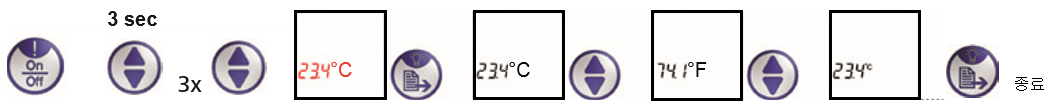 3 sec
! On Off 3x 23.4°C 23.4°C 74.1°F 23.4°C 종료